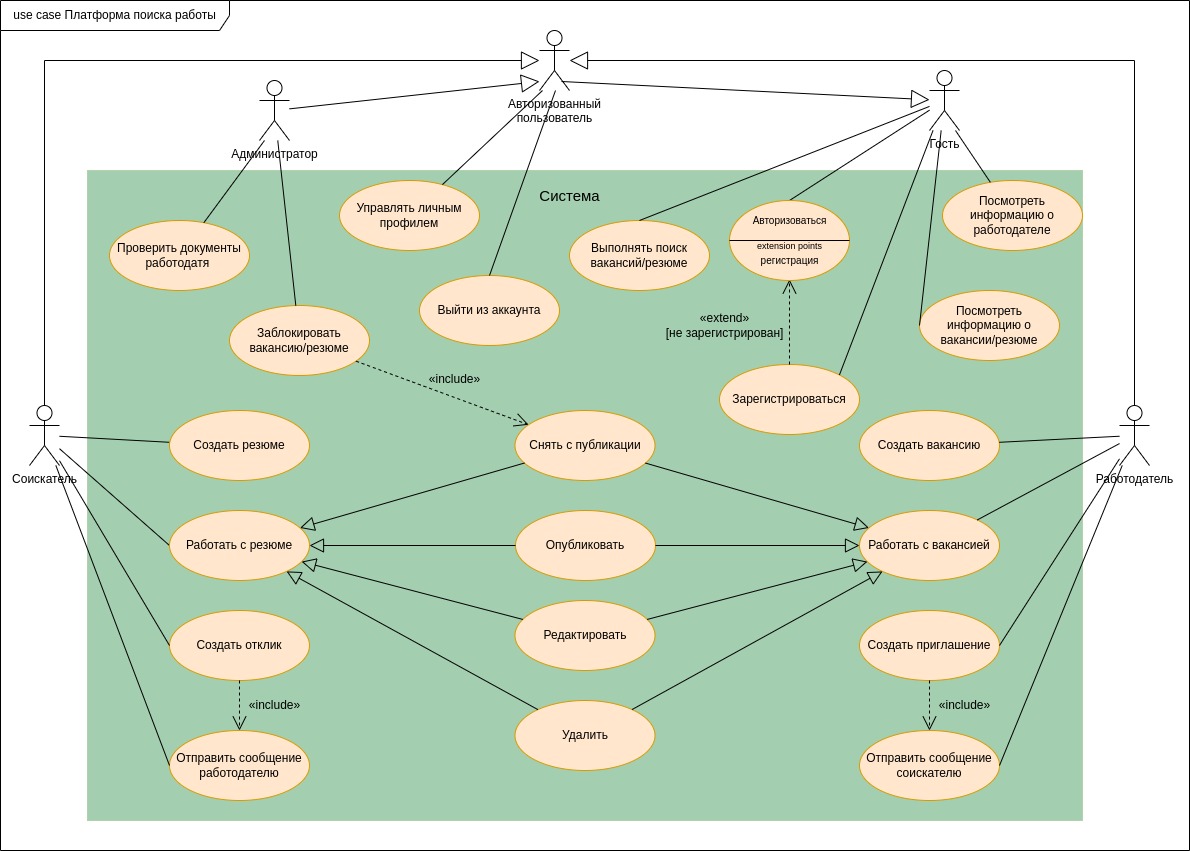 use case Платформа поиска работы
Авторизованный
пользователь
Администратор
Гость
Система
Управлять личным
профилем
Посмотреть
информацию о
работодателе
Авторизоваться
extension points
регистрация
Проверить документы
работодатя
Выполнять поиск
вакансий/резюме
Выйти из аккаунта
Заблокировать
вакансию/резюме
«extend»
[не зарегистрирован]
Посмотреть
информацию о
вакансии/резюме
«include»
Зарегистрироваться
Соискатель
Создать резюме
Снять с публикации
Создать вакансию
Работодатель
Работать с резюме
Опубликовать
Работать с вакансией
Создать отклик
Редактировать
Создать приглашение
«include»
«include»
Удалить
Отправить сообщение
работодателю
Отправить сообщение
соискателю